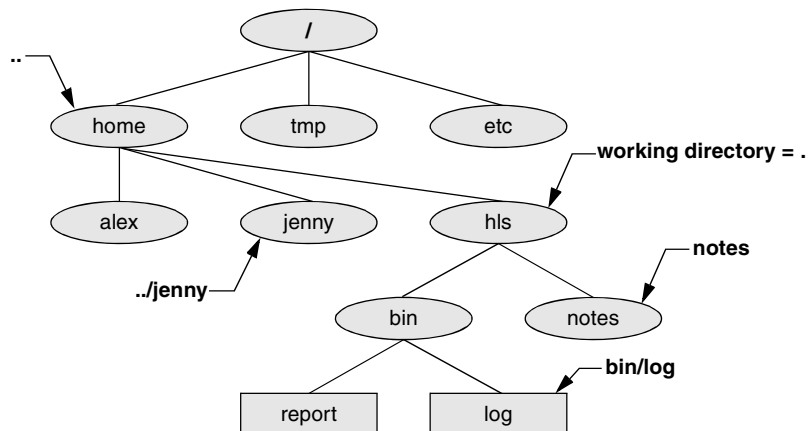 /
..
home
tmp
etc
working directory = .
alex
jenny
hls
../jenny
notes
bin
notes
bin/log
report
log